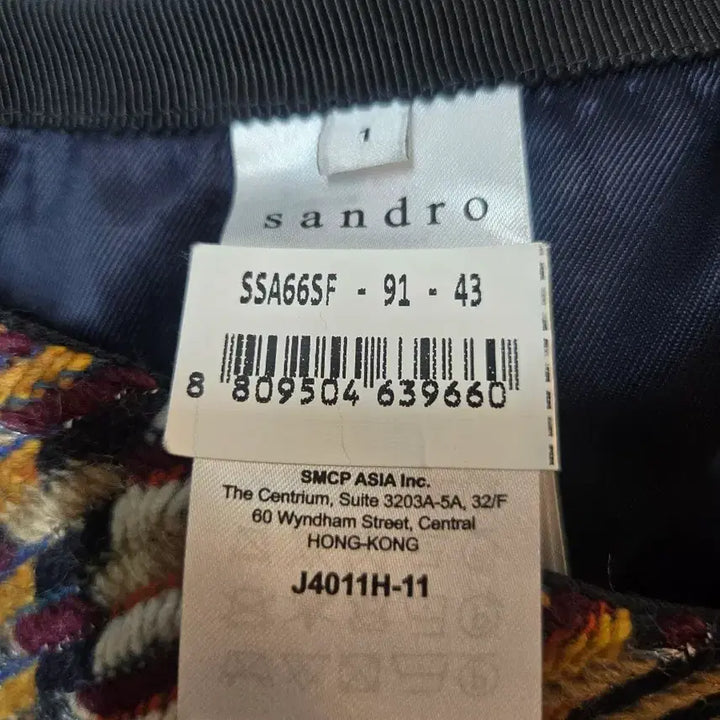 1
sandro
SSA66SF - 91 - 43
8 809504 639660
SMCP ASIA Inc.
The Centrium, Suite 3203A-5A, 32/F
60 Wyndham Street, Central
HONG-KONG
J4011H-11